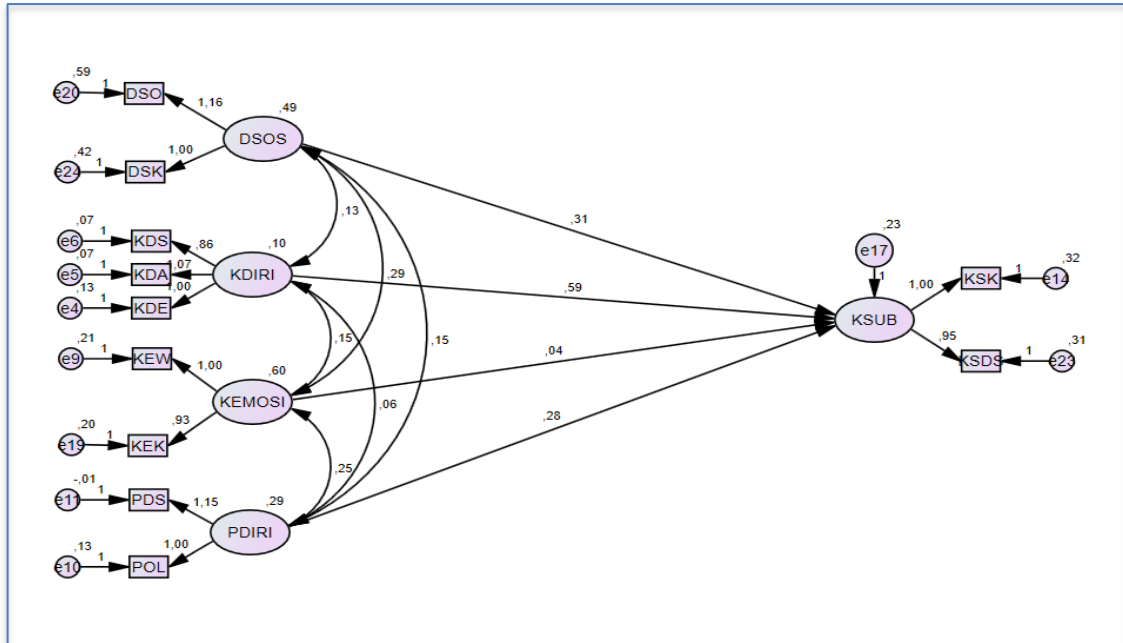 ,59
e20 1 DSO
1,16
,49
DSOS
,42
e24 1 DSK
1,00
,13
,31
,07
e6 1 KDS
,86
,10
KDIRI
,07
e5 1 KDA
1,07
,13
e4 1 KDE
1,00
,29
,59
,23
e17
1
KSUB
1,00
KSK
1
,32
e14
,95
KSDS
1
,31
e23
,21
e9 1 KEW
1,00
,15
,15
,04
,60
KEMOSI
,06
,28
,20
e19 1 KEK
,93
,25
-,01
e11 1 PDS
1,15
,29
PDIRI
,13
e10 1 POL
1,00